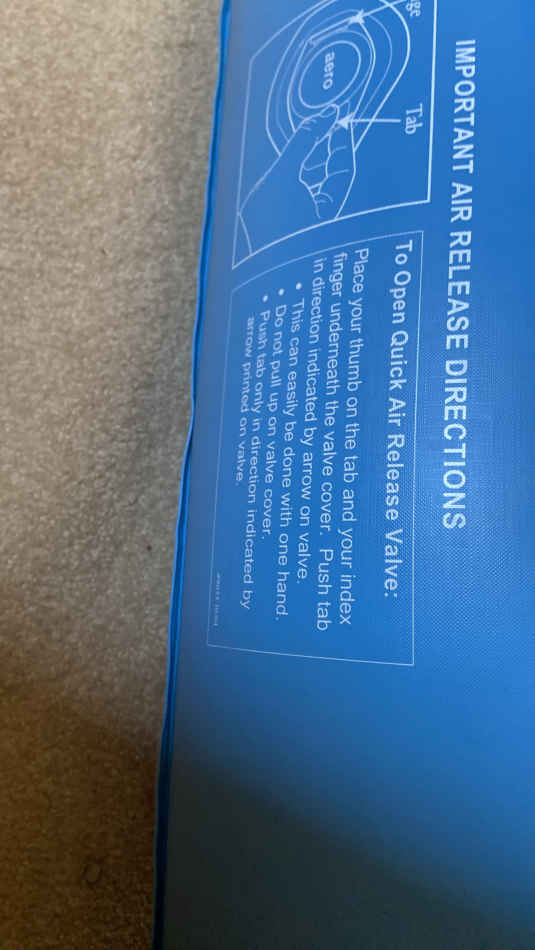 IMPORTANT AIR RELEASE DIRECTIONS
Tab
aero
To Open Quick Air Release Valve:
Place your thumb on the tab and your index
finger underneath the valve cover. Push tab
in direction indicated by arrow on valve.
• This can easily be done with one hand.
• Do not pull up on valve cover.
• Push tab only in direction indicated by
arrow printed on valve.